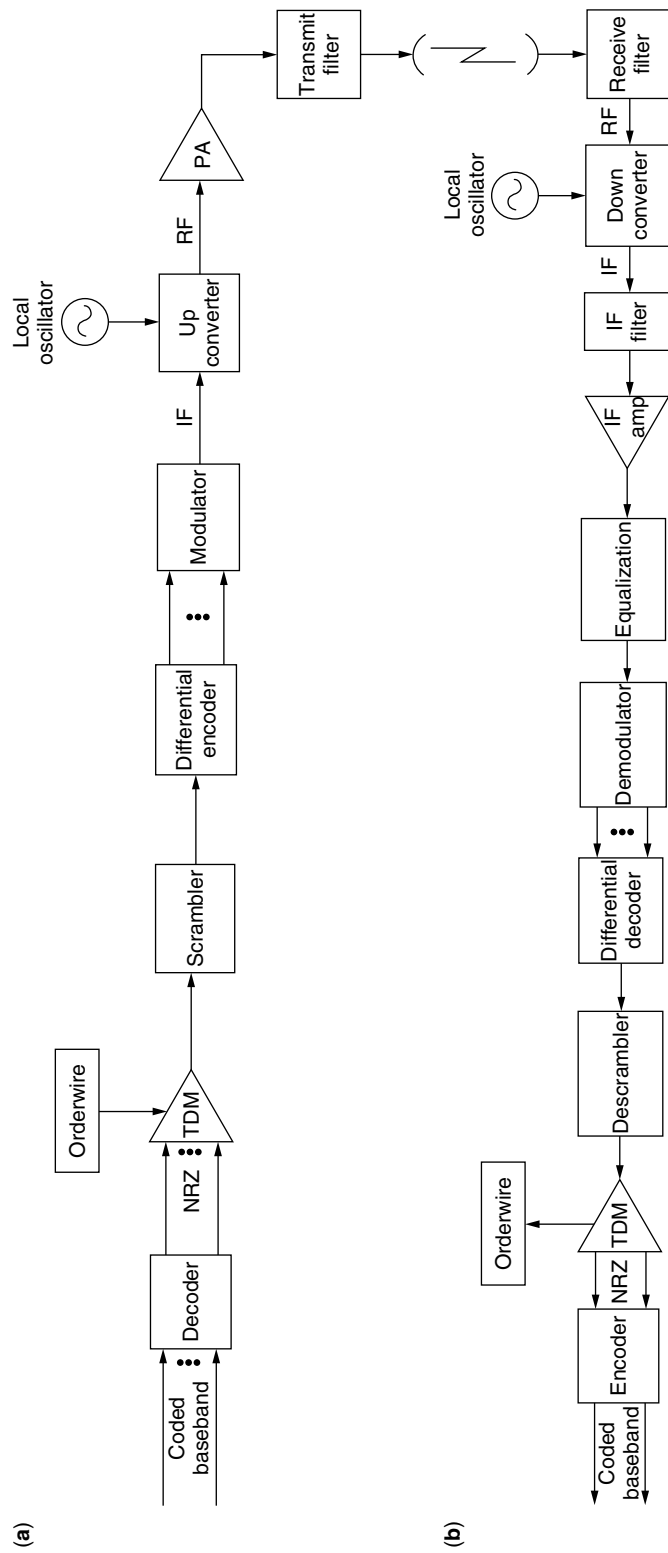 (a)
Coded
baseband
Decoder
NRZ
TDM
Orderwire
Scrambler
Differential
encoder
Modulator
IF
Up
converter
Local
oscillator
RF
PA
Transmit
filter
(b)
Receive
filter
RF
Down
converter
Local
oscillator
IF
IF
filter
IF
amp
Equalization
Demodulator
Differential
decoder
Descrambler
TDM
Orderwire
NRZ
Encoder
Coded
baseband